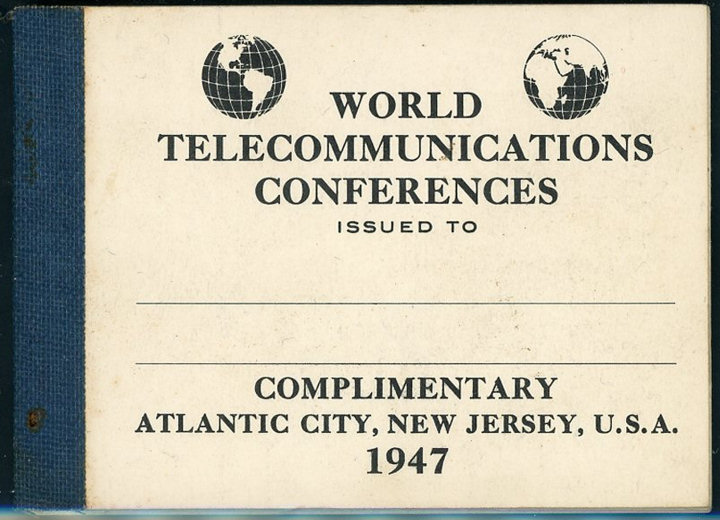 WORLD
TELECOMMUNICATIONS
CONFERENCES
ISSUED TO
COMPLIMENTARY
ATLANTIC CITY, NEW JERSEY, U.S.A.
1947